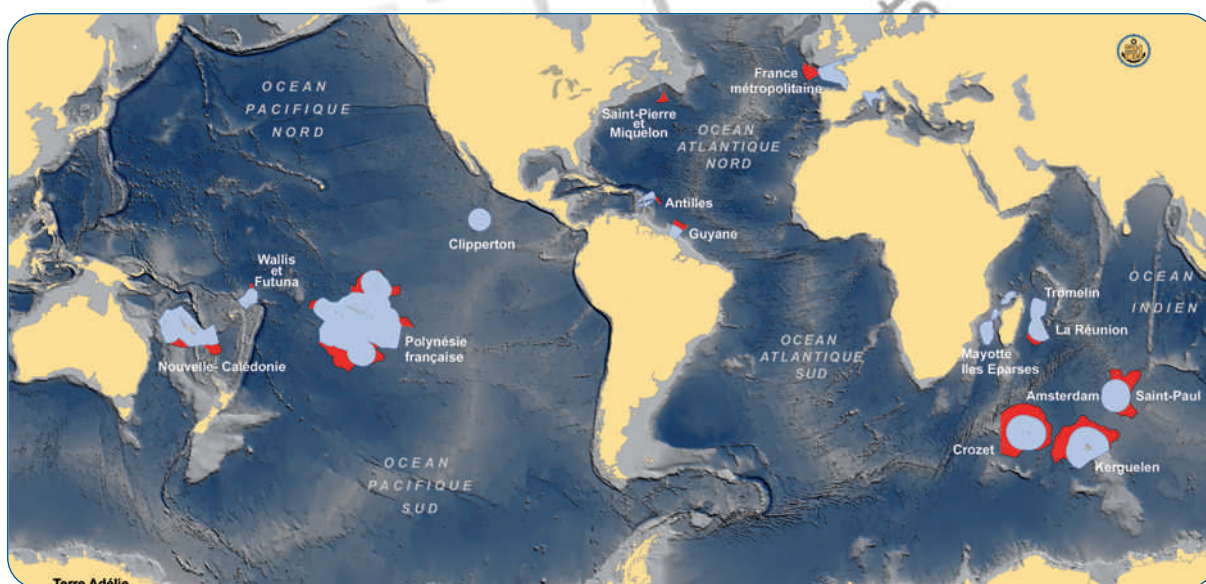 OCEAN
PACIFIQUE
NORD
France
métropolitaine
Saint-Pierre
et
Miquelon
OCEAN
ATLANTIQUE
NORD
Antilles
Guyane
Clipperton
Wallis
et
Futuna
Polynésie
française
Nouvelle- Calédonie
OCEAN
PACIFIQUE
SUD
OCEAN
ATLANTIQUE
SUD
OCEAN
INDIEN
Tromelin
La Réunion
Mayotte
Iles Eparses
Amsterdam
Saint-Paul
Crozet
Kerguelen
Terre Adélie